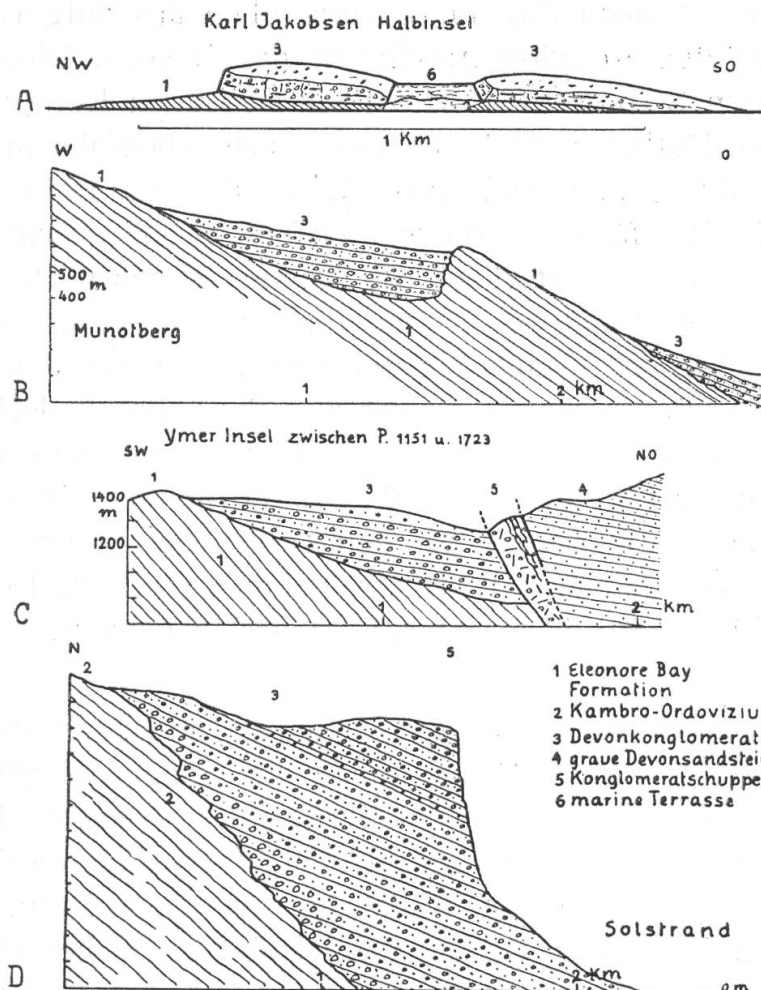 Karl Jakobsen Halbinsel
NW 3 6 3 SO
1
A
1 Km
W O
1
3
1
500 m
400
1
3
Munotberg
B
1 2 Km
Ymer Insel zwischen P. 1151 u. 1723
SW NO
1 3 5 4
1400
m
1200
1
C
1 2 Km
N S
2
3
2
1 Eleonore Bay
Formation
2 Kambro-Ordoviziu
3 Devonkonglomerat
4 graue Devonsandstei
5 Konglomeratschuppe
6 marine Terrasse
Solstrand
D
1 2 Km 0 m